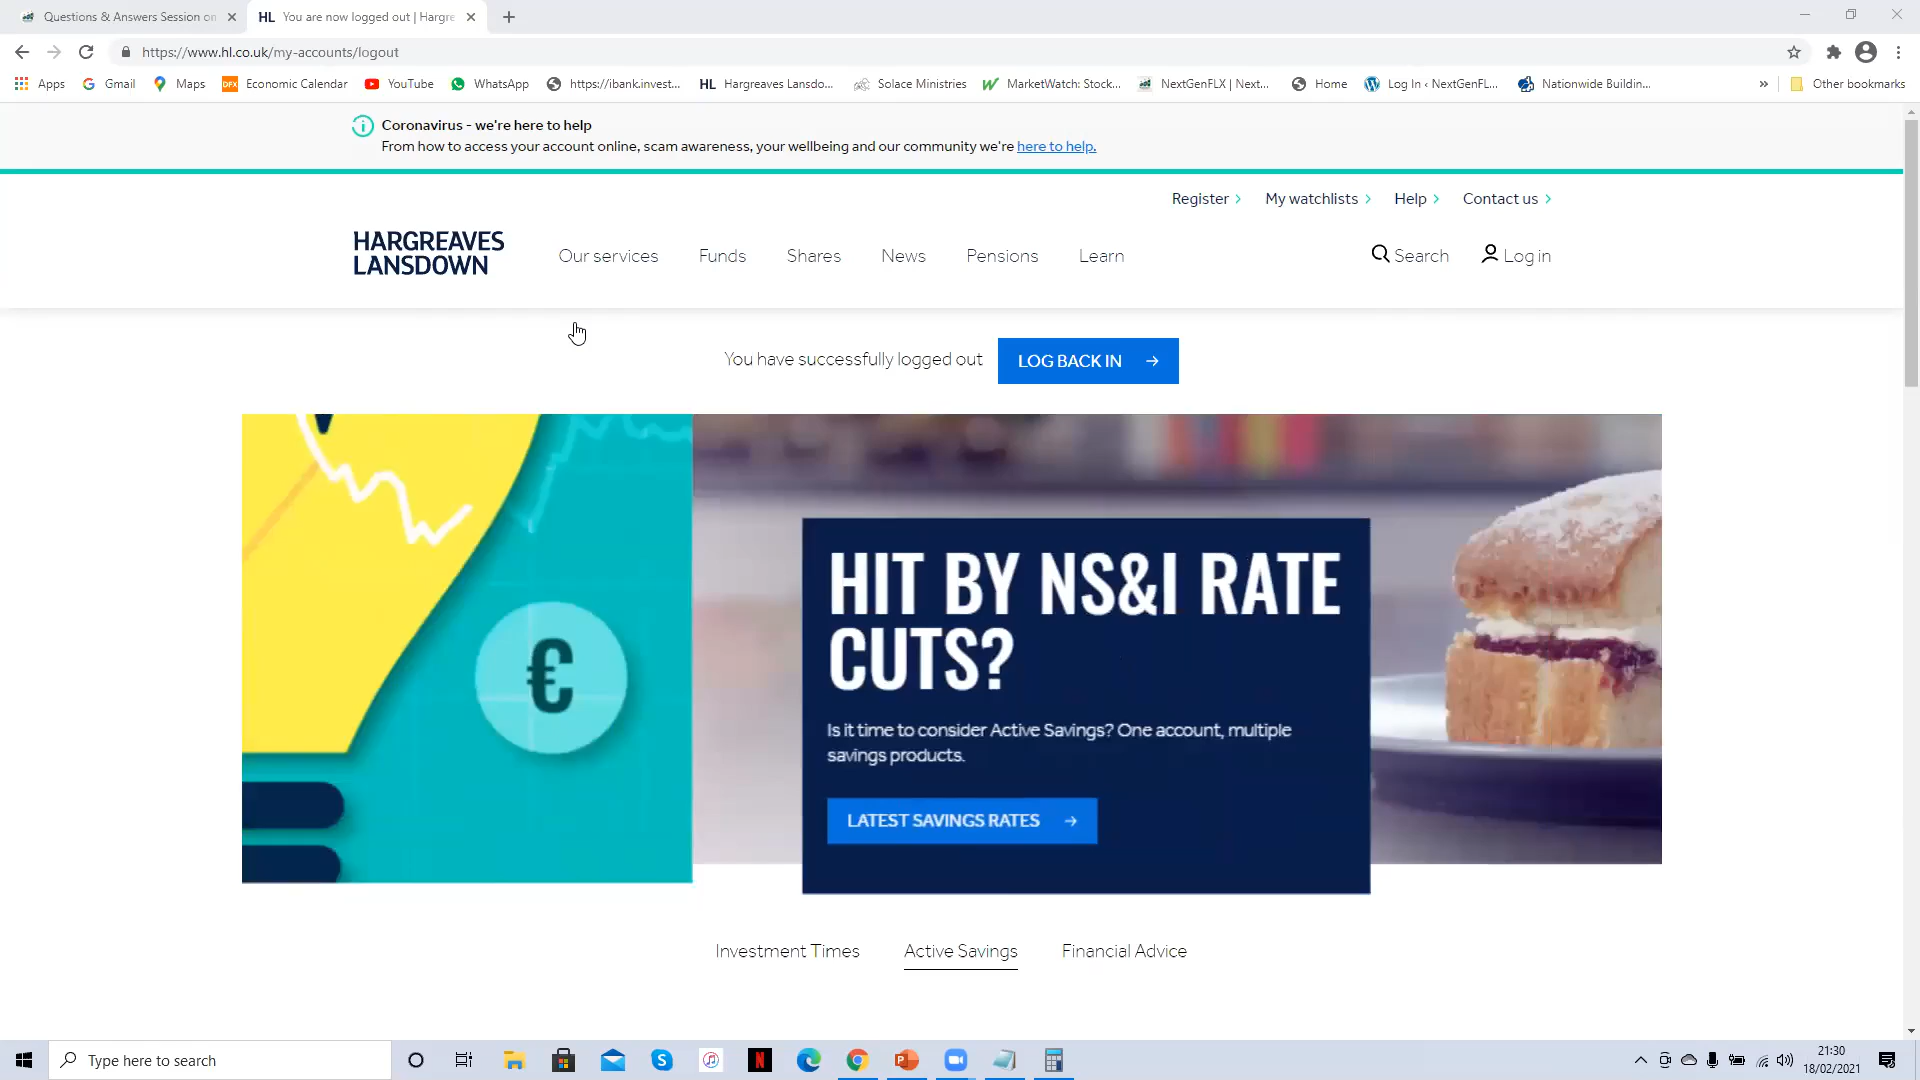 Questions & Answers Session on
HL You are now logged out | Hargre
https://www.hl.co.uk/my-accounts/logout
Apps
Gmail
Maps
DFX Economic Calendar
YouTube
WhatsApp
https://ibank.invest...
HL Hargreaves Lansdo...
Solace Ministries
MarketWatch: Stock...
NextGenFLX | Next...
Home
Log In ‹ NextGenFL...
Nationwide Buildin...
»
Other bookmarks
Coronavirus - we're here to help
From how to access your account online, scam awareness, your wellbeing and our community we're here to help.
Register
My watchlists
Help
Contact us
HARGREAVES
LANSDOWN
Our services
Funds
Shares
News
Pensions
Learn
Search
Log in
You have successfully logged out
LOG BACK IN
€
HIT BY NS&I RATE
CUTS?
Is it time to consider Active Savings? One account, multiple
savings products.
LATEST SAVINGS RATES
Investment Times
Active Savings
Financial Advice
Type here to search
21:30
18/02/2021